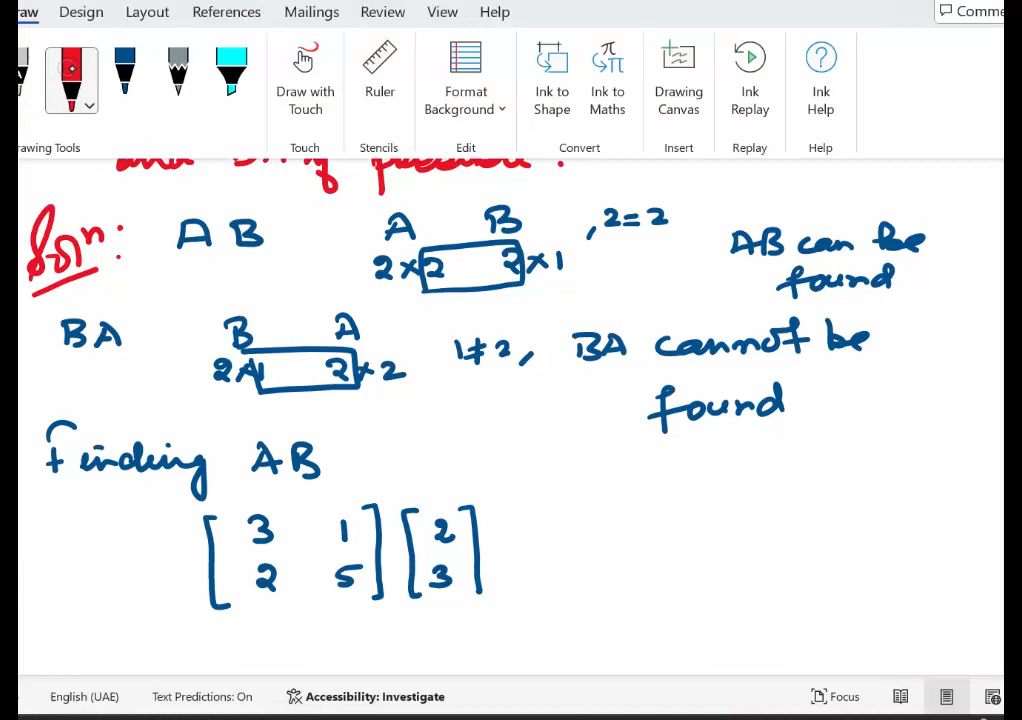 aw Design Layout References Mailings Review View Help Comme
Draw with Touch Ruler Format Background Ink to Shape Ink to Maths Drawing Canvas Ink Replay Ink Help
rawing Tools Touch Stencils Edit Convert Insert Replay Help
Soln: AB A B , 2=2 AB can be
2×2 2×1 found
BA B A 1≠2, BA cannot be
2×1 2×2 found
Finding AB
[ 3 1 ] [ 2 ]
[ 2 5 ] [ 3 ]
English (UAE) Text Predictions: On Accessibility: Investigate Focus